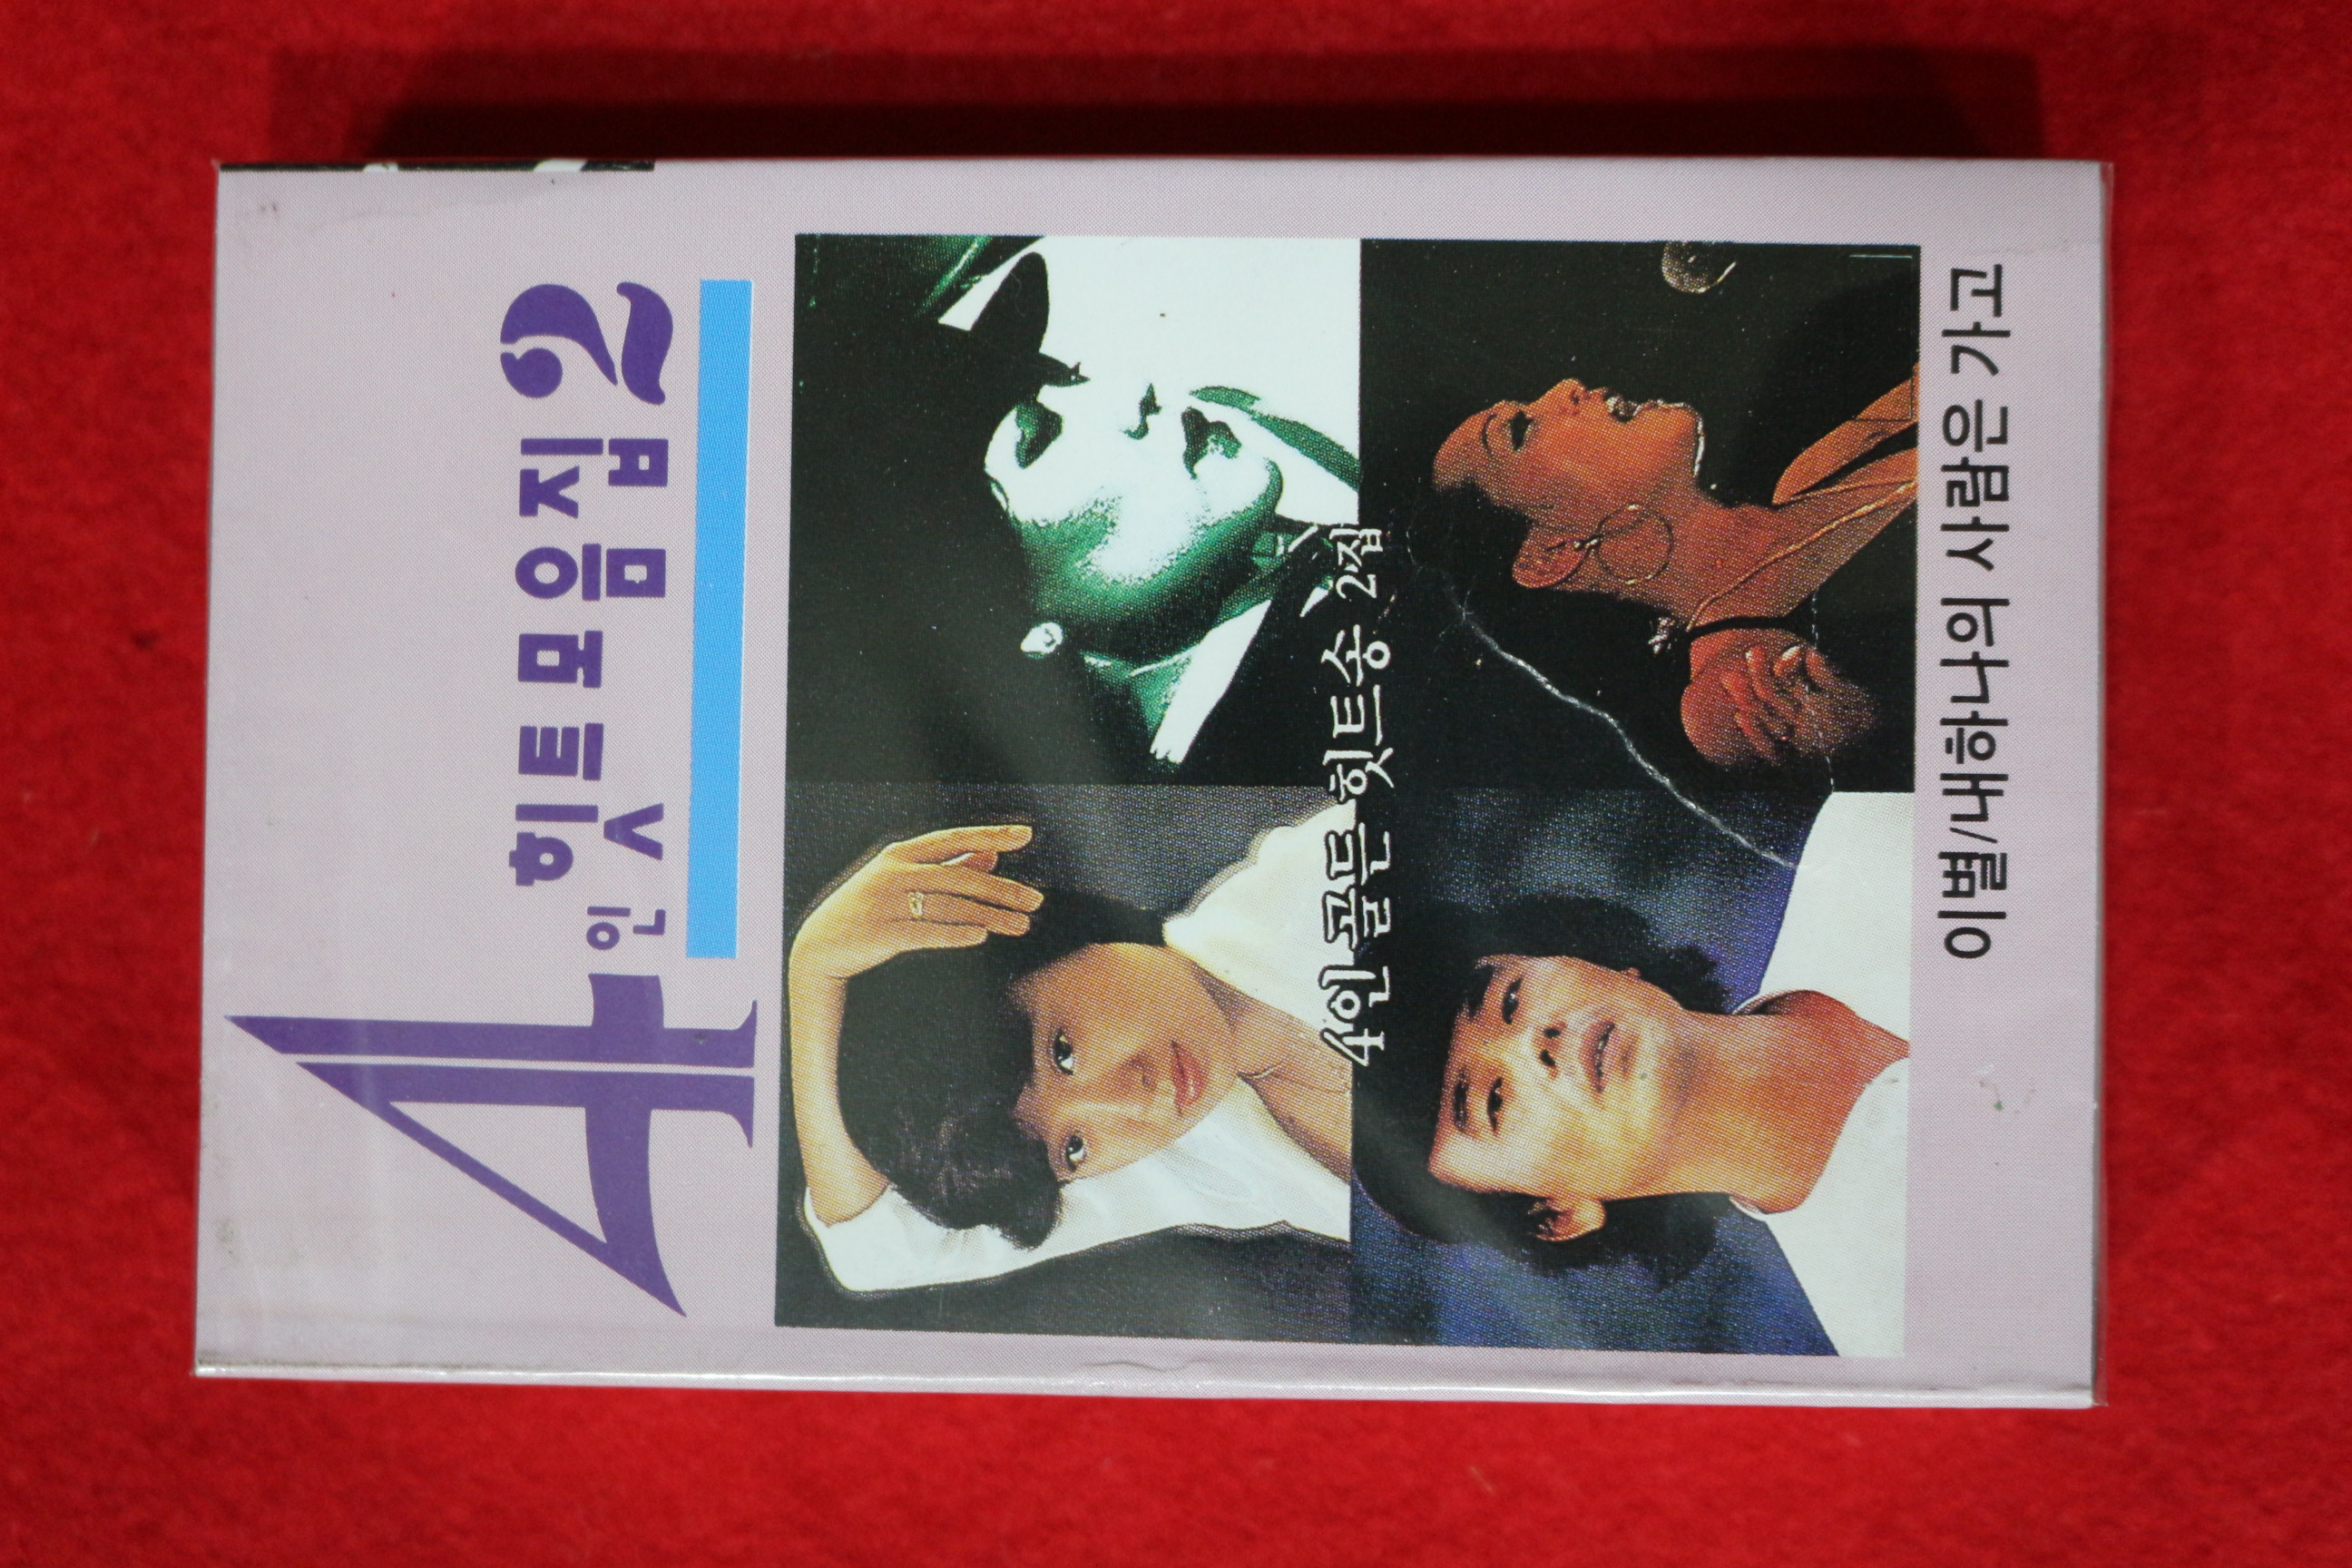 4인 힛트모음집2
4인 골든 힛트송 2집
이별/내하나의 사람은 가고